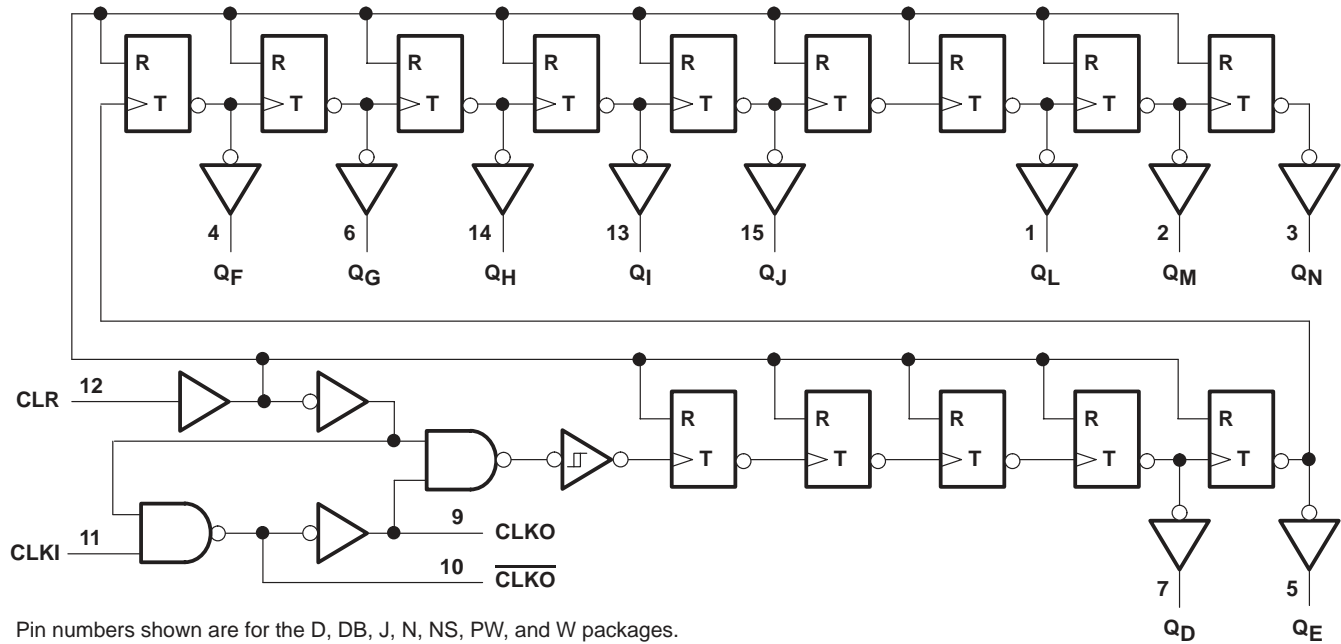 R R R R R R R R R
T T T T T T T T T
4 6 14 13 15 1 2 3
QF QG QH QI QJ QL QM QN
CLR 12
R R R R R
T T T T T
CLKI 11
9 CLKO
10 CLKO
7 5
QD QE
Pin numbers shown are for the D, DB, J, N, NS, PW, and W packages.